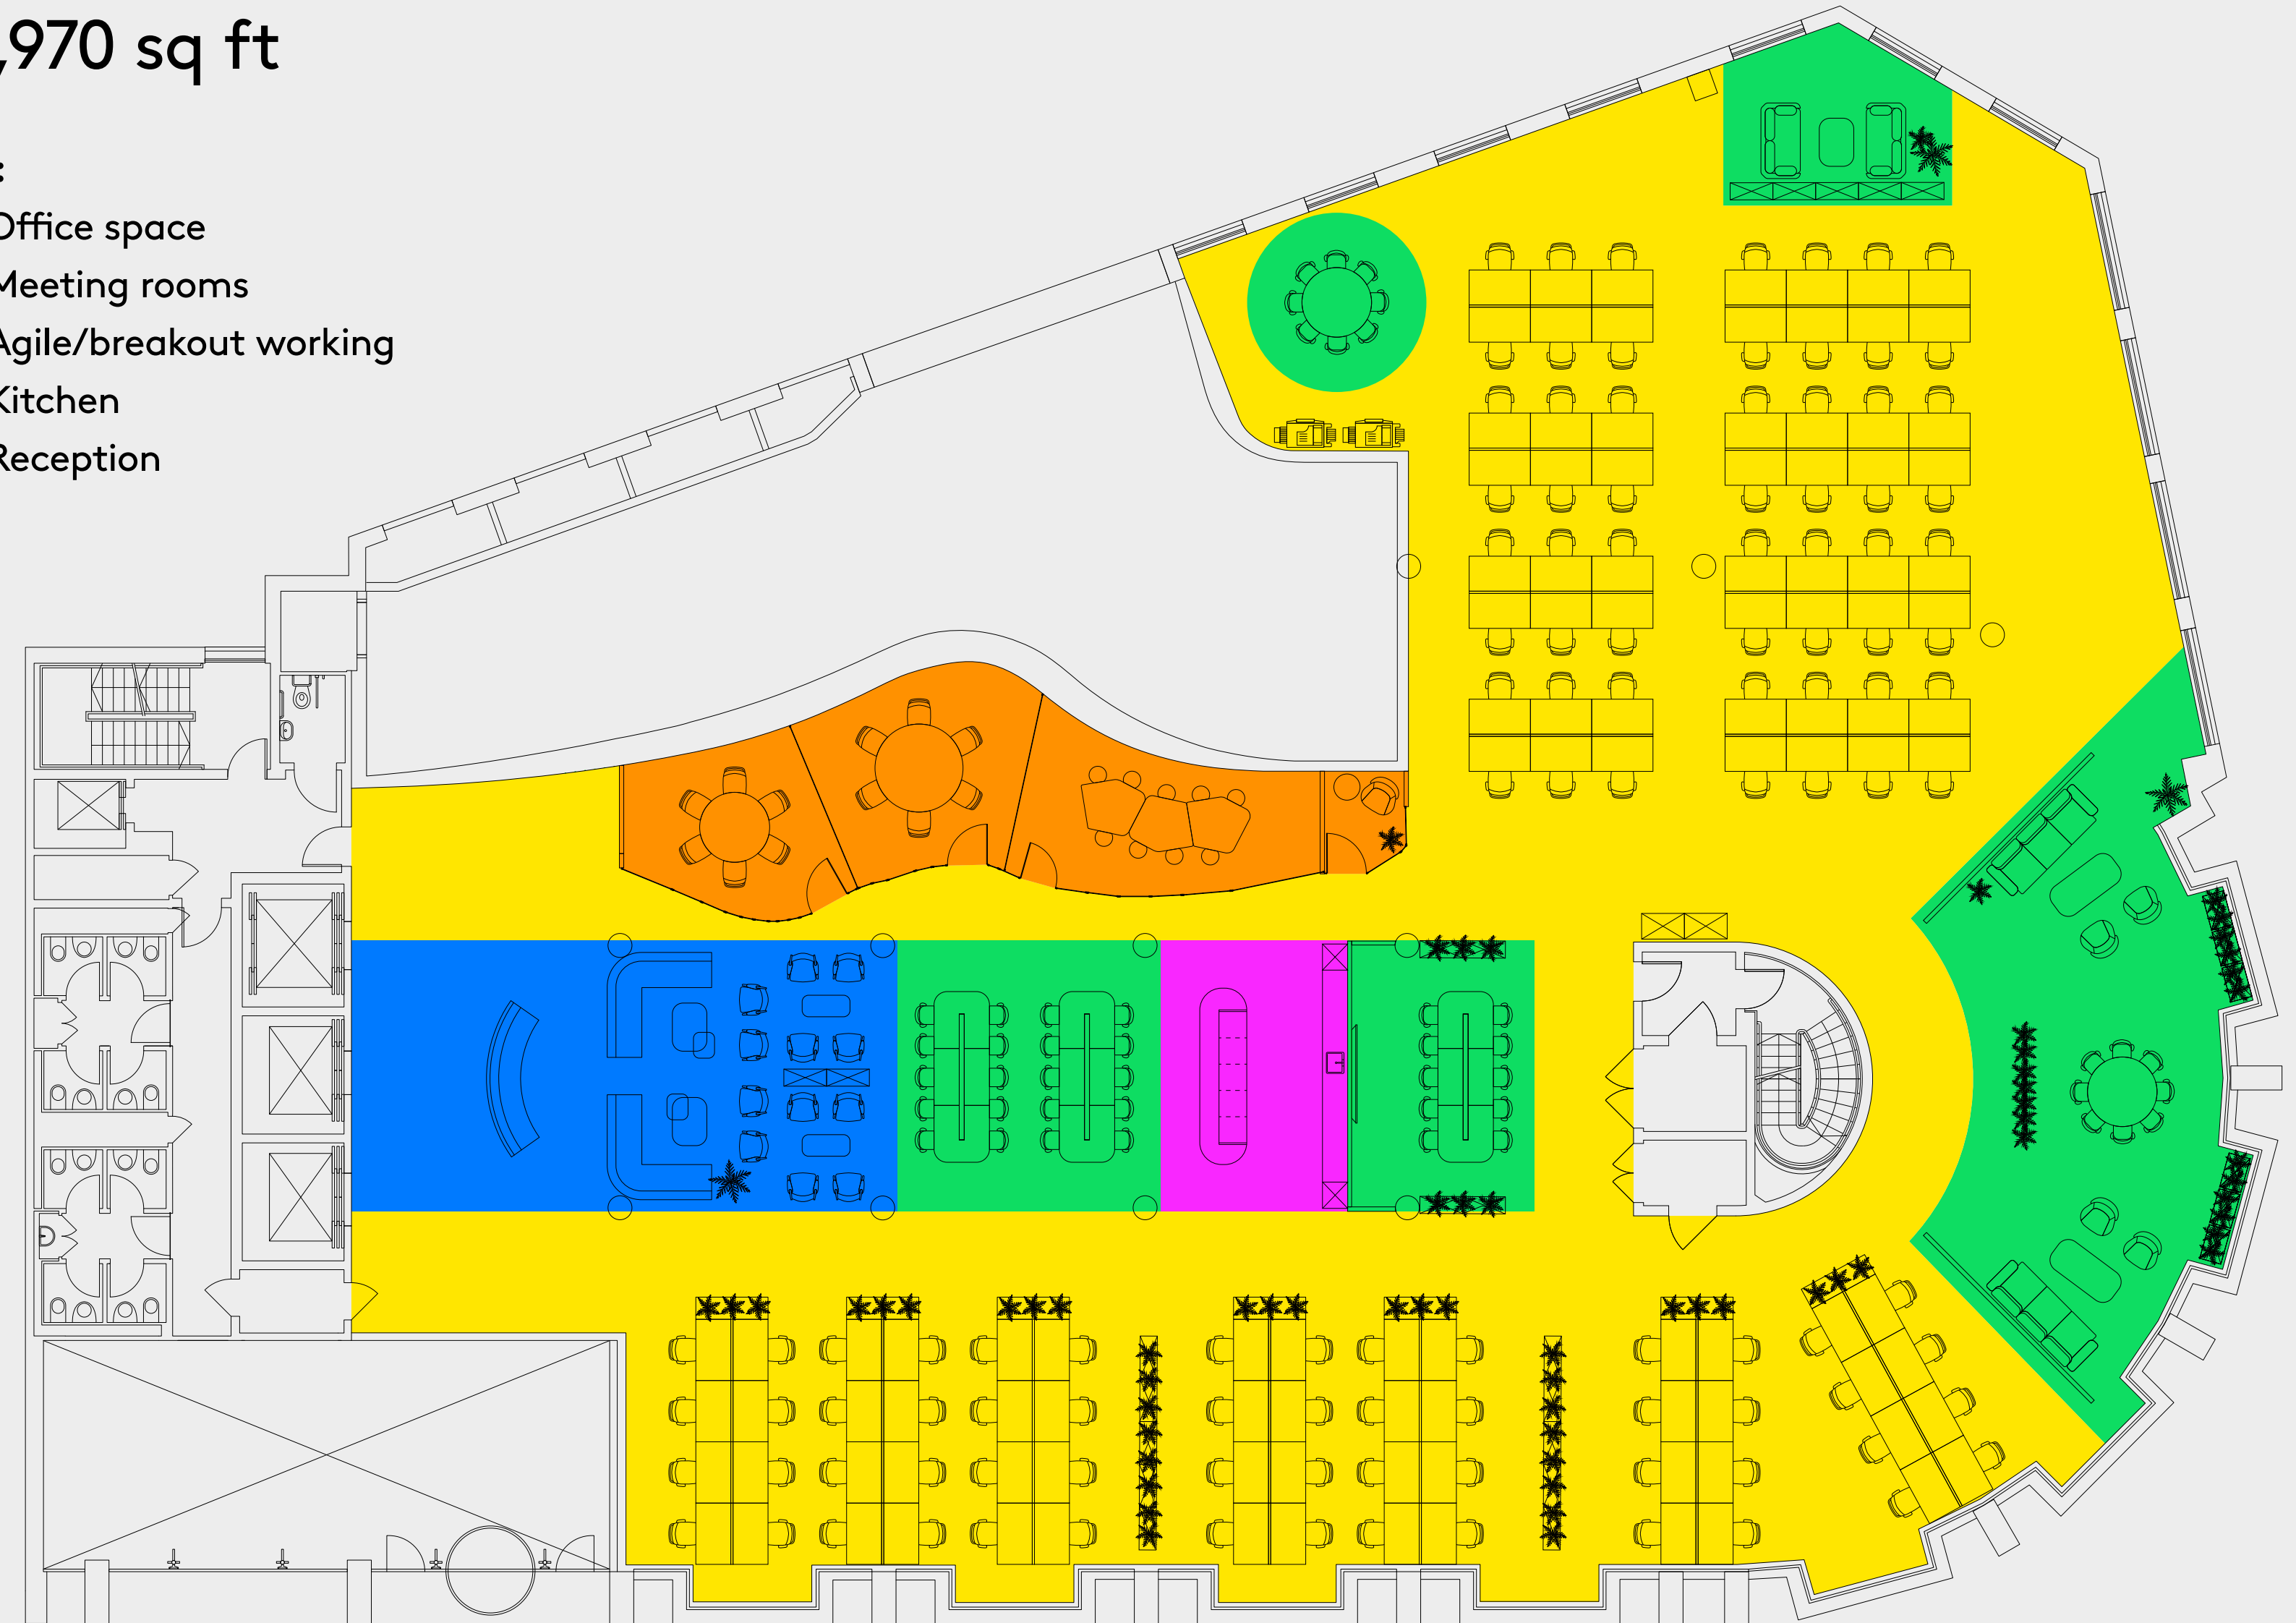 ,970 sq ft
:
Office space
Meeting rooms
Agile/breakout working
Kitchen
Reception